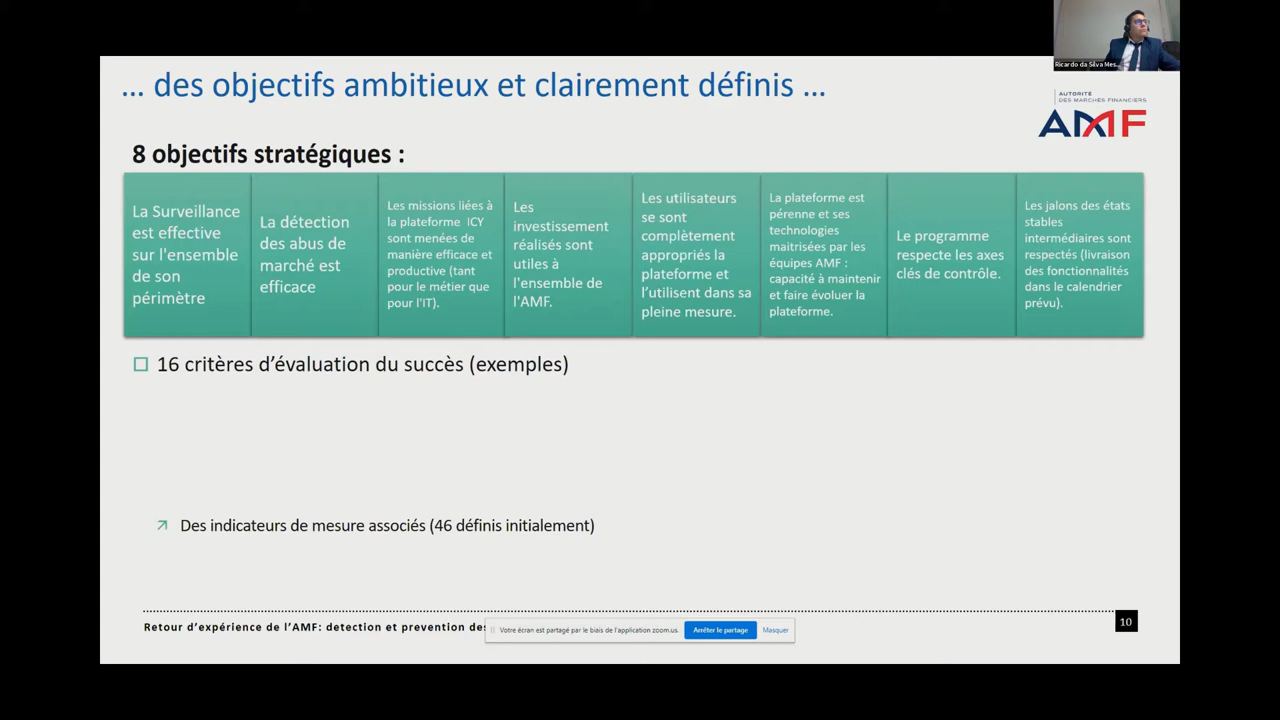 Ricardo da Silva Mes...
... des objectifs ambitieux et clairement définis ...
AUTORITÉ
DES MARCHÉS FINANCIERS
AMF
8 objectifs stratégiques :
La Surveillance
est effective
sur l'ensemble
de son
périmètre
La détection
des abus de
marché est
efficace
Les missions liées à
la plateforme ICY
sont menées de
manière efficace et
productive (tant
pour le métier que
pour l'IT).
Les
investissement
réalisés sont
utiles à
l'ensemble de
l'AMF.
Les utilisateurs
se sont
complètement
appropriés la
plateforme et
l’utilisent dans sa
pleine mesure.
La plateforme est
pérenne et ses
technologies
maitrisées par les
équipes AMF :
capacité à maintenir
et faire évoluer la
plateforme.
Le programme
respecte les axes
clés de contrôle.
Les jalons des états
stables
intermédiaires sont
respectés (livraison
des fonctionnalités
dans le calendrier
prévu).
16 critères d’évaluation du succès (exemples)
Des indicateurs de mesure associés (46 définis initialement)
Retour d’expérience de l’AMF: detection et prevention des
Votre écran est partagé par le biais de l'application zoom.us.
Arrêter le partage
Masquer
10